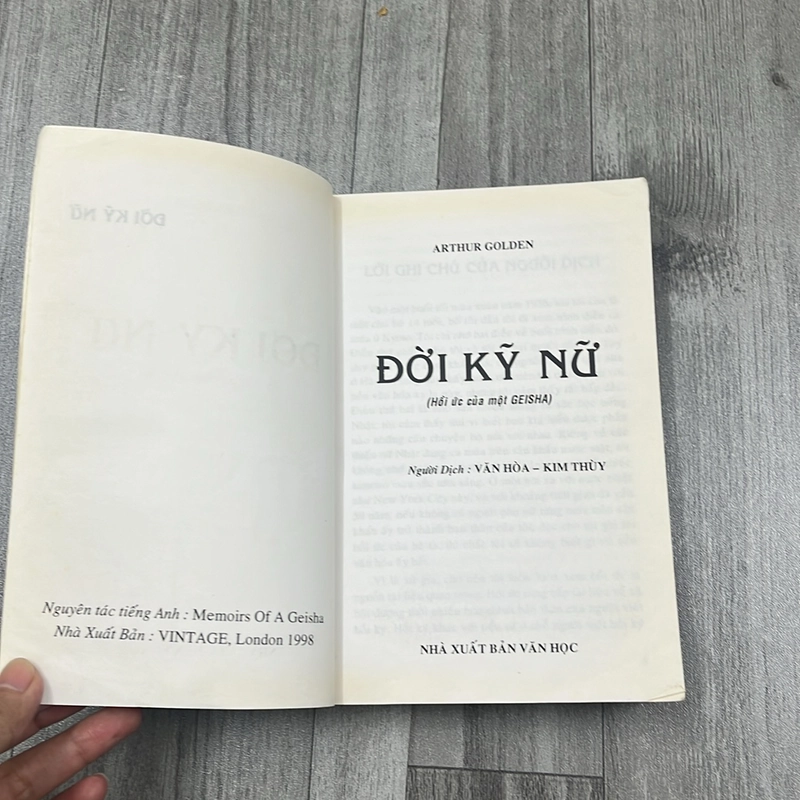 Nguyên tác tiếng Anh : Memoirs Of A Geisha
Nhà Xuất Bản : VINTAGE, London 1998
ARTHUR GOLDEN
ĐỜI KỸ NỮ
(Hồi ức của một GEISHA)
Người Dịch : VĂN HÒA – KIM THÙY
NHÀ XUẤT BẢN VĂN HỌC